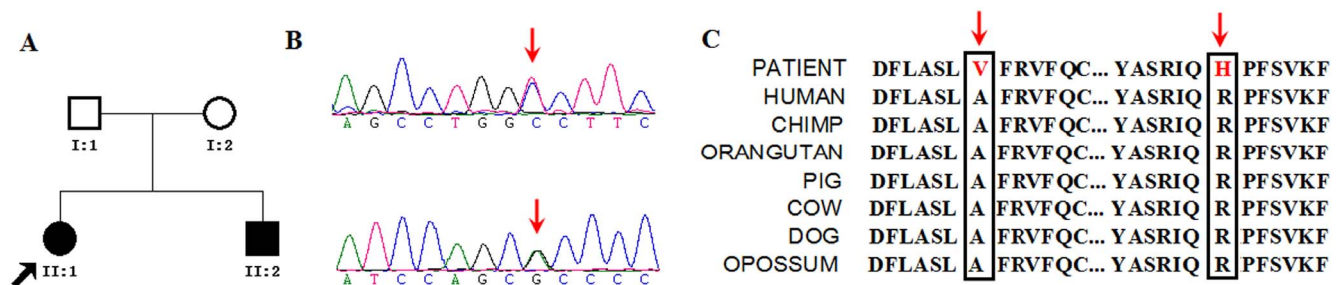 A
I:1 I:2
II:1 II:2
B
A G C C T G G C C T T C
A T C C A G C G C C C C
C
PATIENT DFLASL V FRVFQC... YASRIQ H PFSVKF
HUMAN DFLASL A FRVFQC... YASRIQ R PFSVKF
CHIMP DFLASL A FRVFQC... YASRIQ R PFSVKF
ORANGUTAN DFLASL A FRVFQC... YASRIQ R PFSVKF
PIG DFLASL A FRVFQC... YASRIQ R PFSVKF
COW DFLASL A FRVFQC... YASRIQ R PFSVKF
DOG DFLASL A FRVFQC... YASRIQ R PFSVKF
OPOSSUM DFLASL A FRVFQC... YASRIQ R PFSVKF